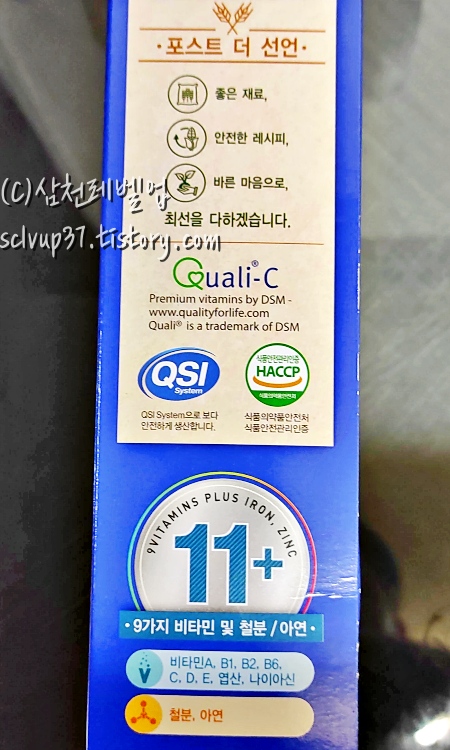 · 포스트 더 선언 ·
좋은 재료,
안전한 레시피,
바른 마음으로,
최선을 다하겠습니다.
(C)삼천레벨업
sclvup37.tistory.com
Quali®-C
Premium vitamins by DSM -
www.qualityforlife.com
Quali® is a trademark of DSM
QSI
System
QSI System으로 보다
안전하게 생산합니다.
식품안전관리인증
HACCP
식품의약품안전처
식품의약품안전처
식품안전관리인증
9VITAMINS PLUS IRON, ZINC
11+
· 9가지 비타민 및 철분 / 아연 ·
비타민A, B1, B2, B6,
C, D, E, 엽산, 나이아신
철분, 아연